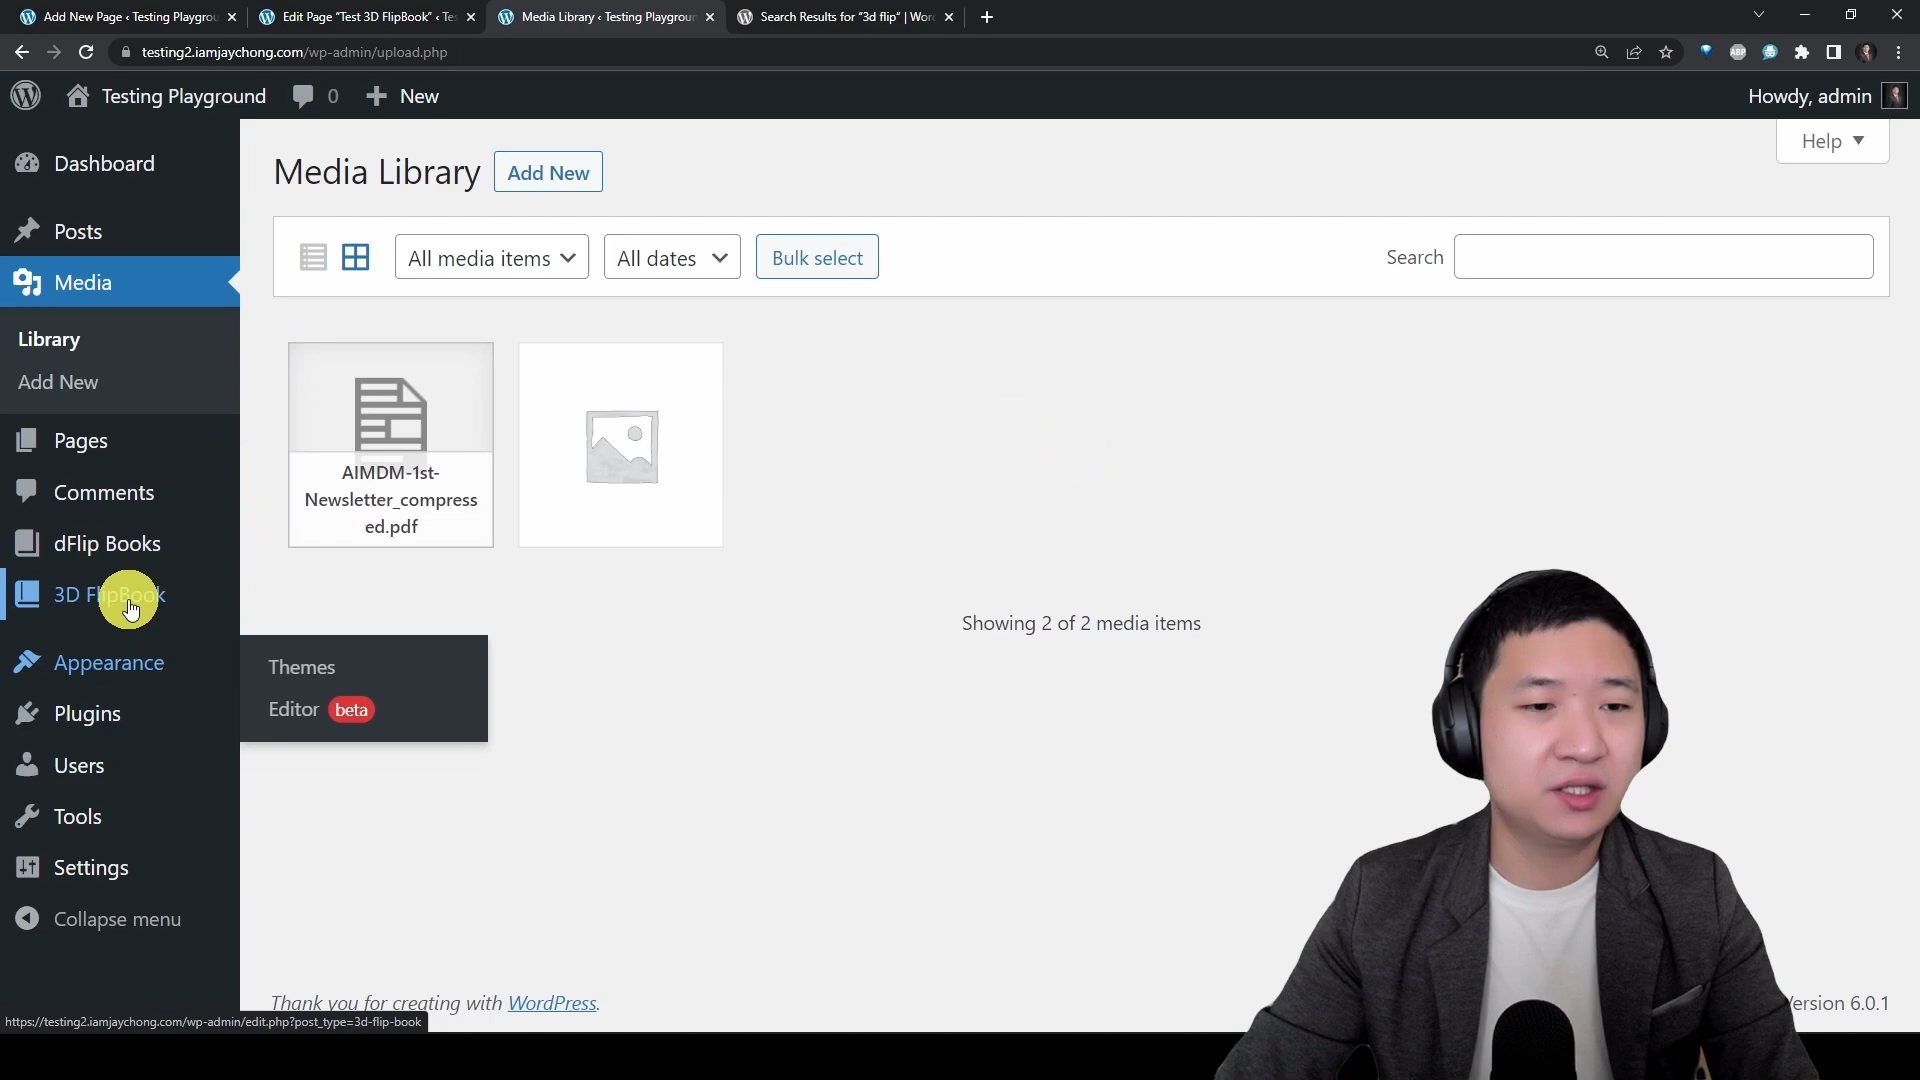 Add New Page ‹ Testing Playgrou
Edit Page "Test 3D FlipBook" ‹ Te
Media Library ‹ Testing Playgroun
Search Results for "3d flip" | Wor
testing2.iamjaychong.com/wp-admin/upload.php
ABP
Testing Playground
0
New
Howdy, admin
Dashboard
Posts
Media
Library
Add New
Pages
Comments
dFlip Books
3D FlipBook
Appearance
Plugins
Users
Tools
Settings
Collapse menu
Help
Media Library
Add New
All media items
All dates
Bulk select
Search
AIMDM-1st-
Newsletter_compress
ed.pdf
Showing 2 of 2 media items
Themes
Editor beta
Thank you for creating with WordPress.
Version 6.0.1
https://testing2.iamjaychong.com/wp-admin/edit.php?post_type=3d-flip-book